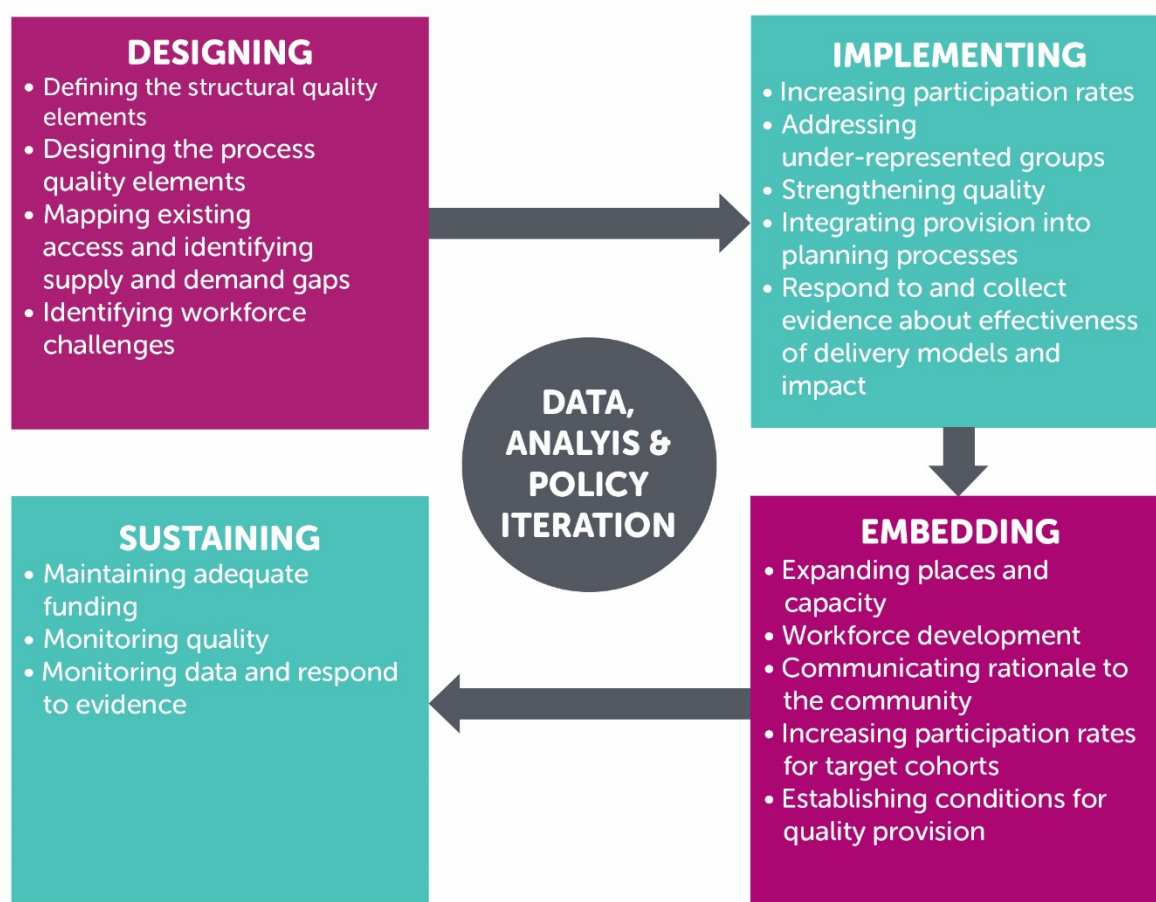 DESIGNING
• Defining the structural quality
elements
• Designing the process
quality elements
• Mapping existing
access and identifying
supply and demand gaps
• Identifying workforce
challenges
IMPLEMENTING
• Increasing participation rates
• Addressing
under-represented groups
• Strengthening quality
• Integrating provision into
planning processes
• Respond to and collect
evidence about effectiveness
of delivery models and
impact
DATA,
ANALYIS &
POLICY
ITERATION
EMBEDDING
• Expanding places and
capacity
• Workforce development
• Communicating rationale to
the community
• Increasing participation rates
for target cohorts
• Establishing conditions for
quality provision
SUSTAINING
• Maintaining adequate
funding
• Monitoring quality
• Monitoring data and respond
to evidence